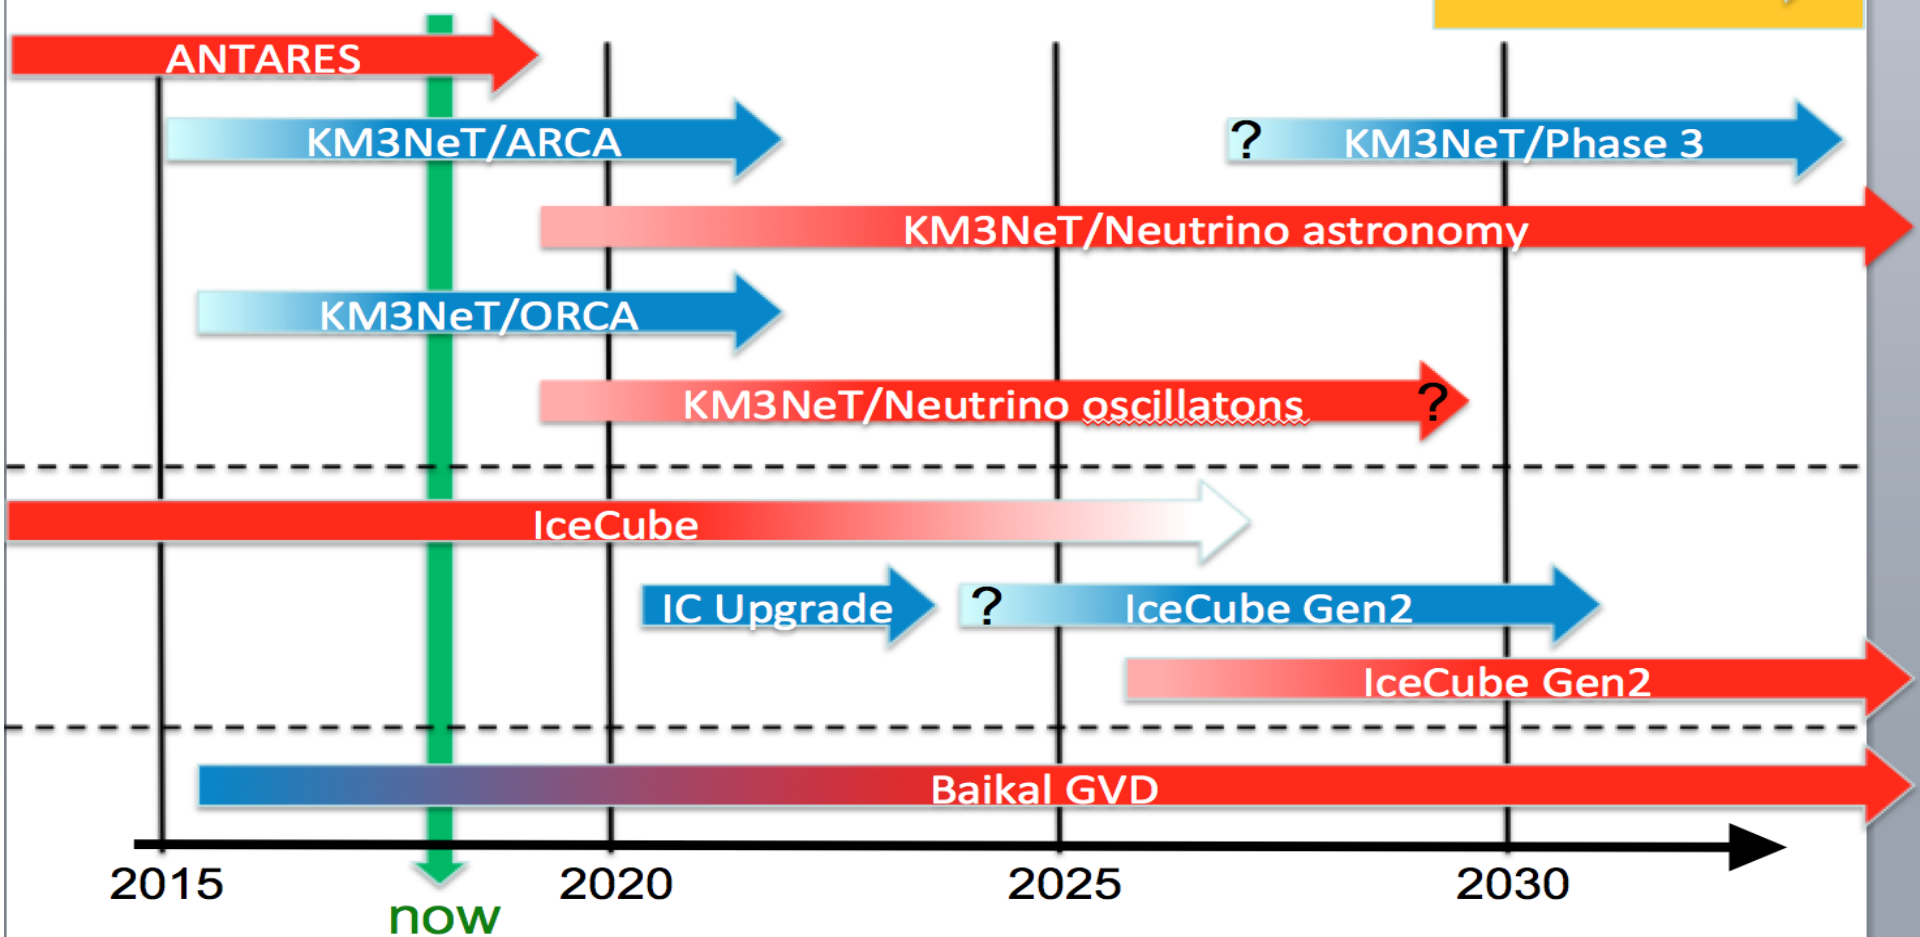 ANTARES
KM3NeT/ARCA
? KM3NeT/Phase 3
KM3NeT/Neutrino astronomy
KM3NeT/ORCA
KM3NeT/Neutrino oscillatons ?
IceCube
IC Upgrade
? IceCube Gen2
IceCube Gen2
Baikal GVD
2015 2020 2025 2030
now